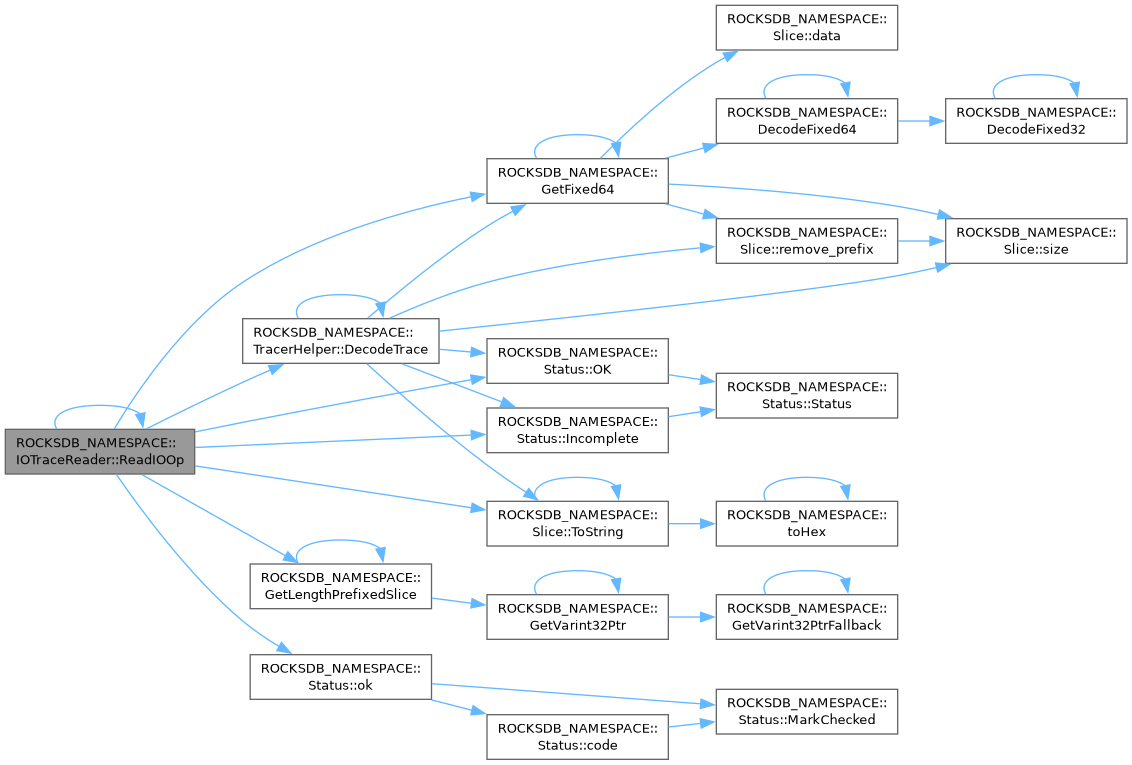 ROCKSDB_NAMESPACE::
Slice::data
ROCKSDB_NAMESPACE::
DecodeFixed64
ROCKSDB_NAMESPACE::
DecodeFixed32
ROCKSDB_NAMESPACE::
GetFixed64
ROCKSDB_NAMESPACE::
Slice::remove_prefix
ROCKSDB_NAMESPACE::
Slice::size
ROCKSDB_NAMESPACE::
TracerHelper::DecodeTrace
ROCKSDB_NAMESPACE::
Status::OK
ROCKSDB_NAMESPACE::
Status::Status
ROCKSDB_NAMESPACE::
Status::Incomplete
ROCKSDB_NAMESPACE::
IOTraceReader::ReadIOOp
ROCKSDB_NAMESPACE::
Slice::ToString
ROCKSDB_NAMESPACE::
toHex
ROCKSDB_NAMESPACE::
GetLengthPrefixedSlice
ROCKSDB_NAMESPACE::
GetVarint32Ptr
ROCKSDB_NAMESPACE::
GetVarint32PtrFallback
ROCKSDB_NAMESPACE::
Status::ok
ROCKSDB_NAMESPACE::
Status::MarkChecked
ROCKSDB_NAMESPACE::
Status::code